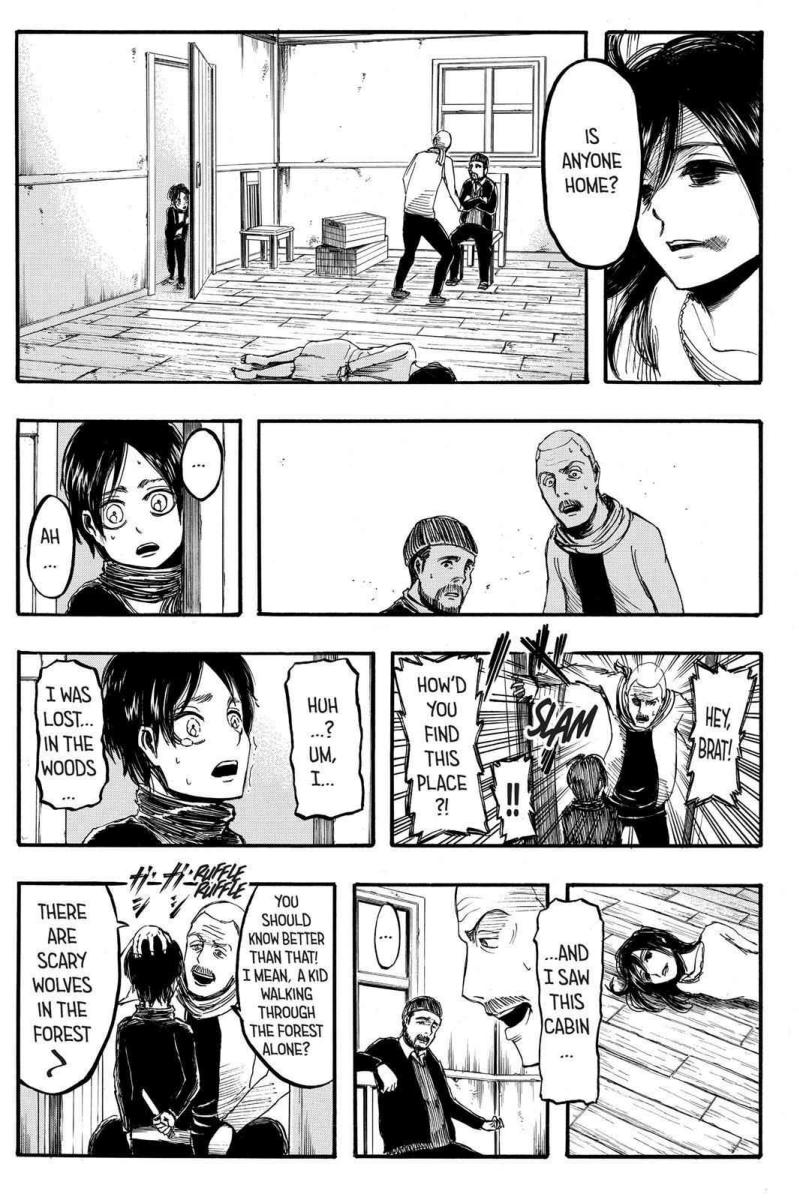 IS
ANYONE
HOME?
...
AH
...
HEY,
BRAT!
HOW'D
YOU
FIND
THIS
PLACE
?!
!!
SLAM
HUH
...?
UM,
I...
I WAS
LOST...
IN THE
WOODS
...
...AND
I SAW
THIS
CABIN
...
...
YOU
SHOULD
KNOW BETTER
THAN THAT!
I MEAN, A KID
WALKING
THROUGH
THE FOREST
ALONE?
ガ・ガ・
RUFFLE
RUFFLE
THERE
ARE
SCARY
WOLVES
IN THE
FOREST